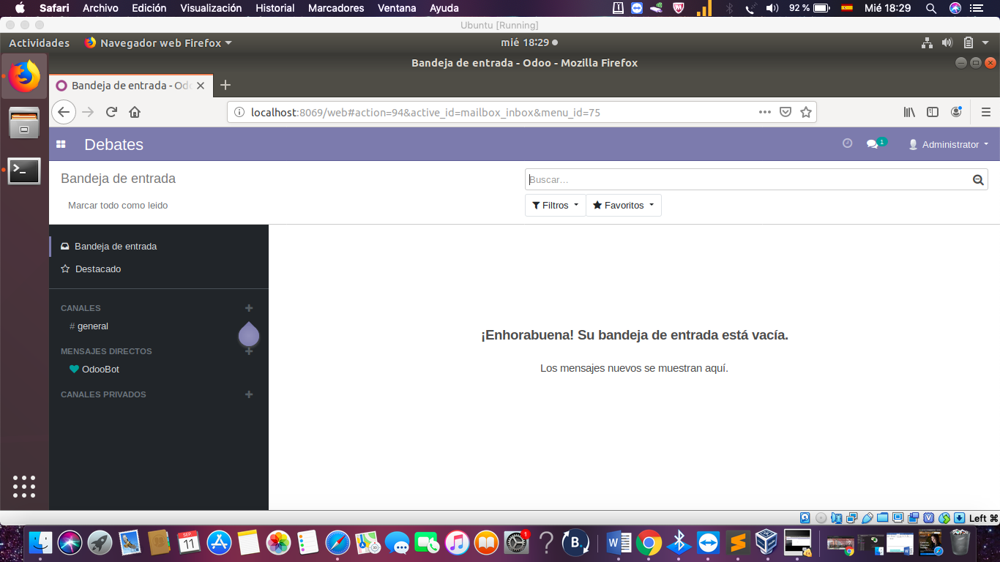 Safari Archivo Edición Visualización Historial Marcadores Ventana Ayuda 92 % Mié 18:29
Ubuntu [Running]
Actividades Navegador web Firefox mié 18:29
Bandeja de entrada - Odoo - Mozilla Firefox
Bandeja de entrada - Odo
localhost:8069/web#action=94&active_id=mailbox_inbox&menu_id=75
Debates 1 Administrator
Bandeja de entrada Buscar...
Marcar todo como leido Filtros Favoritos
Bandeja de entrada
Destacado
CANALES
# general
¡Enhorabuena! Su bandeja de entrada está vacía.
MENSAJES DIRECTOS
OdooBot
Los mensajes nuevos se muestran aquí.
CANALES PRIVADOS
Left ⌘
SEP. 11 1 B.